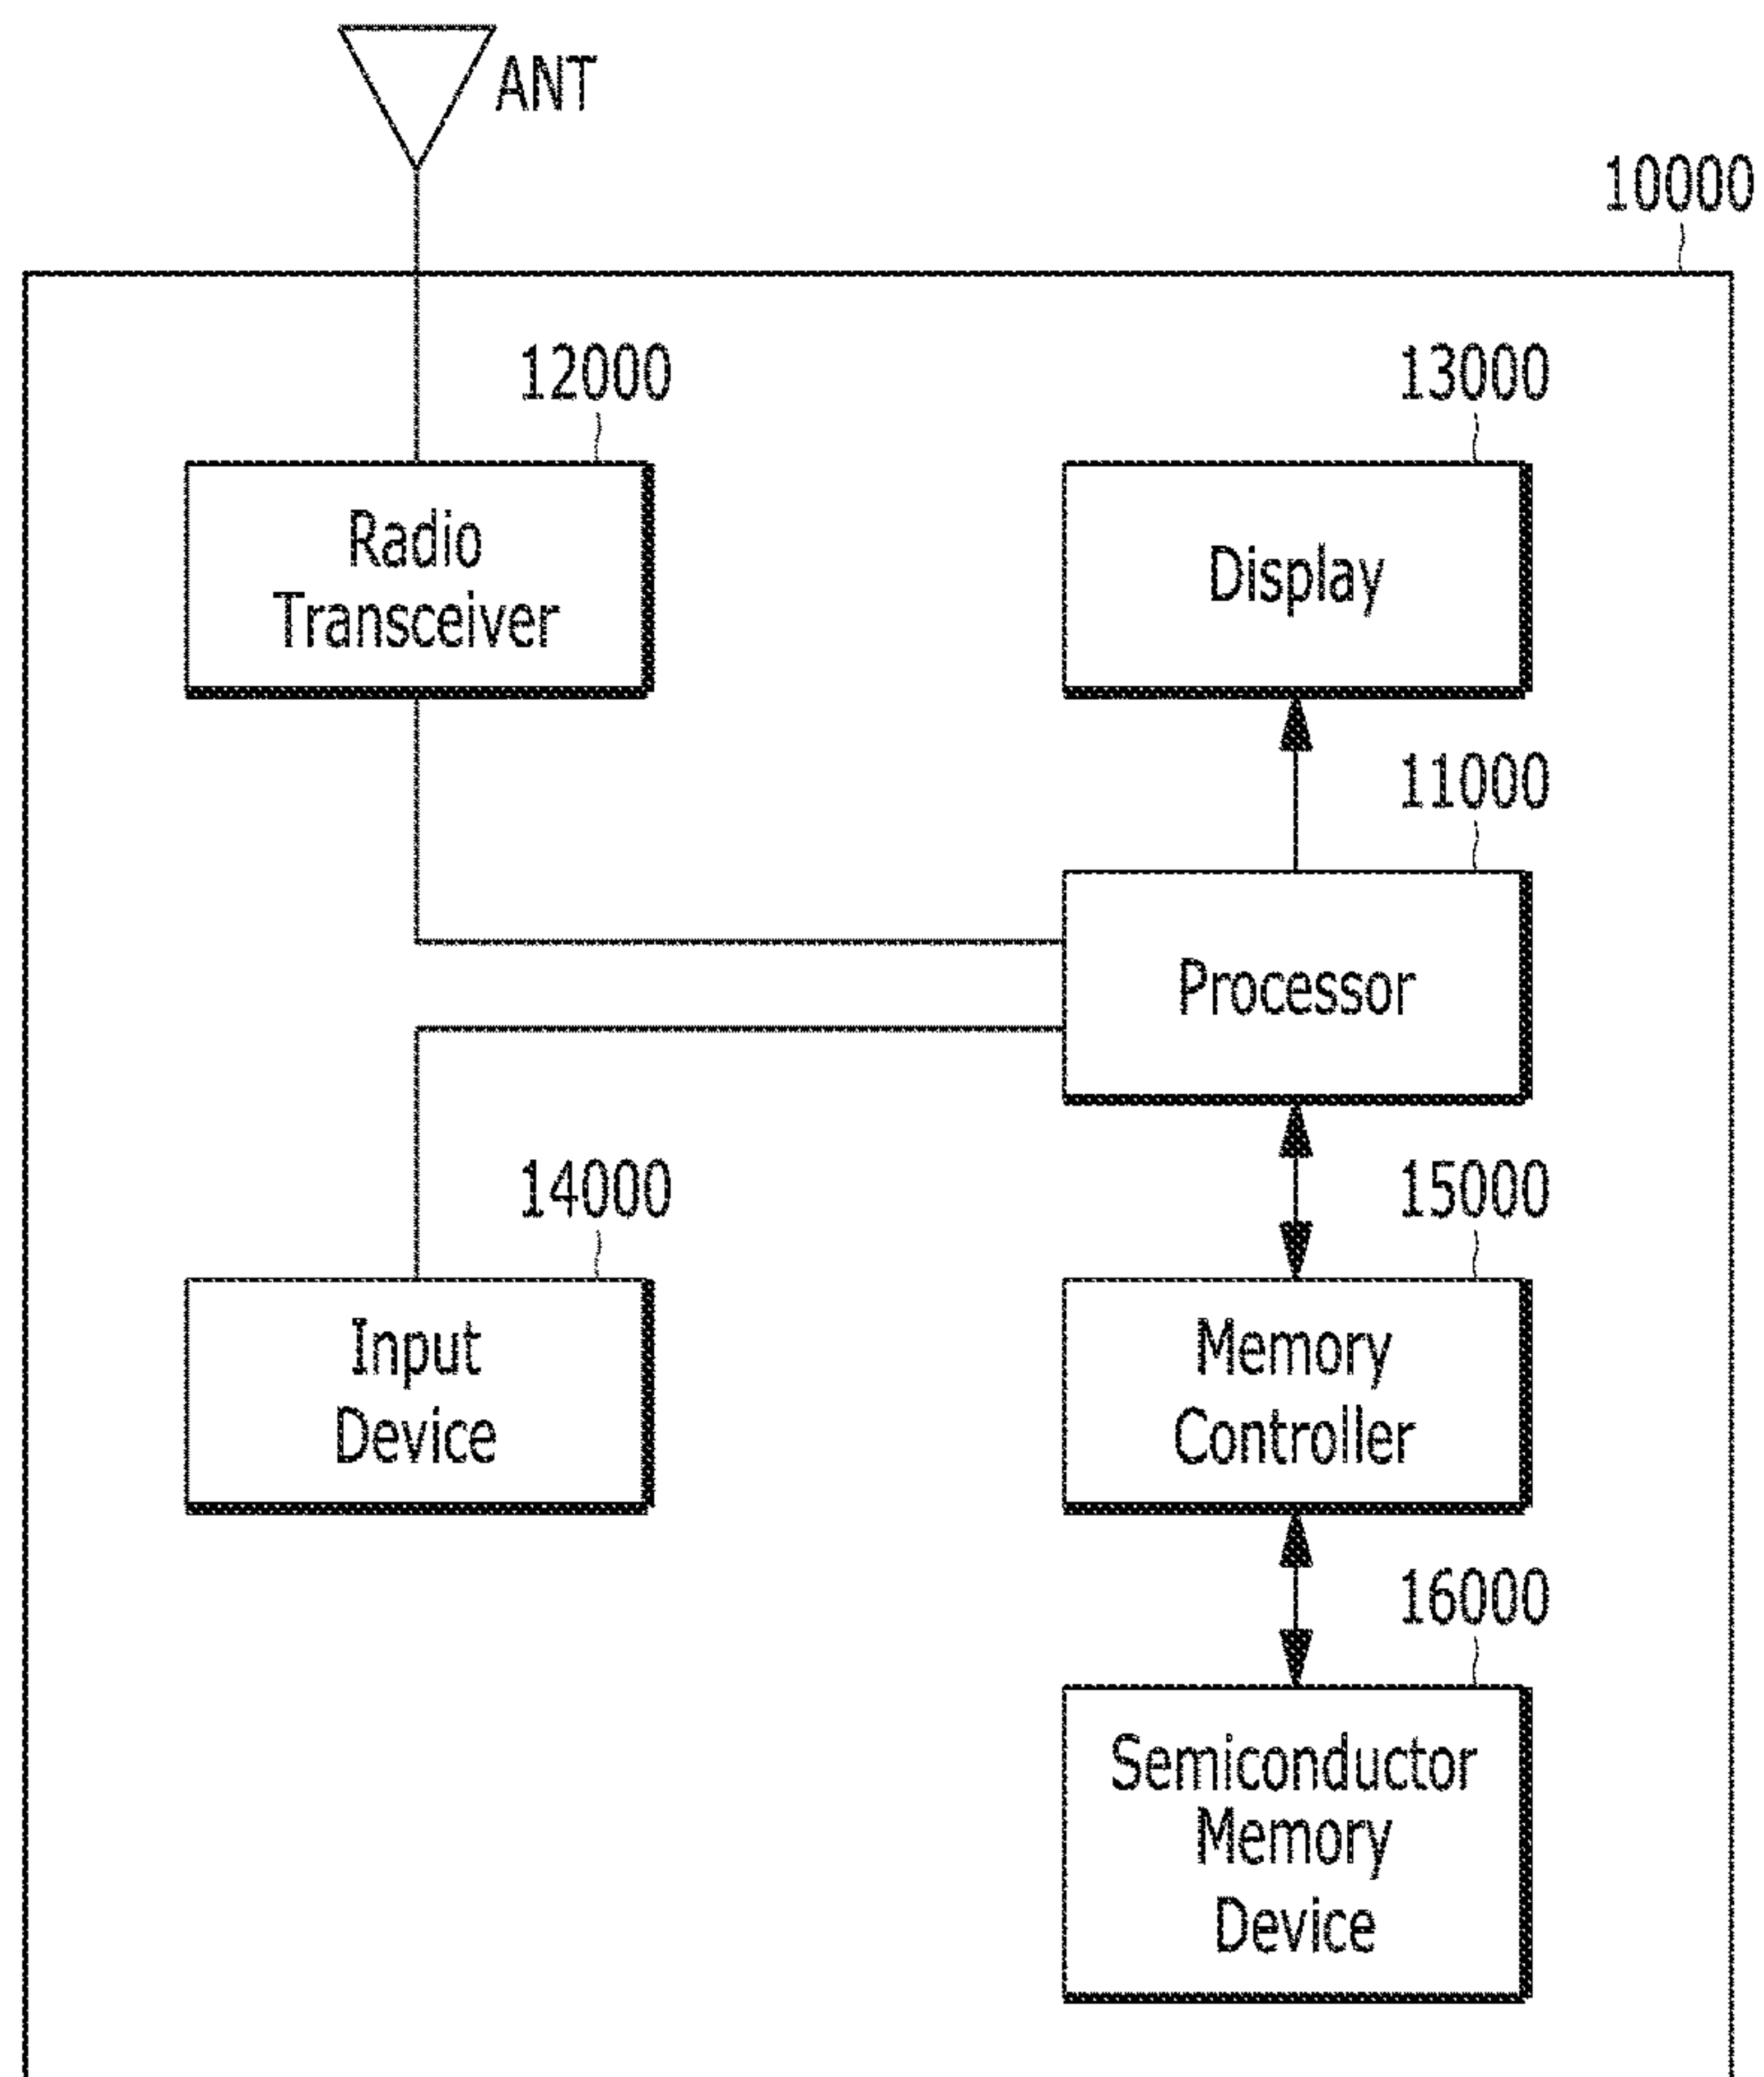 ANT
10000
12000
13000
Radio
Transceiver
Display
11000
Processor
14000
15000
Input
Device
Memory
Controller
16000
Semiconductor
Memory
Device